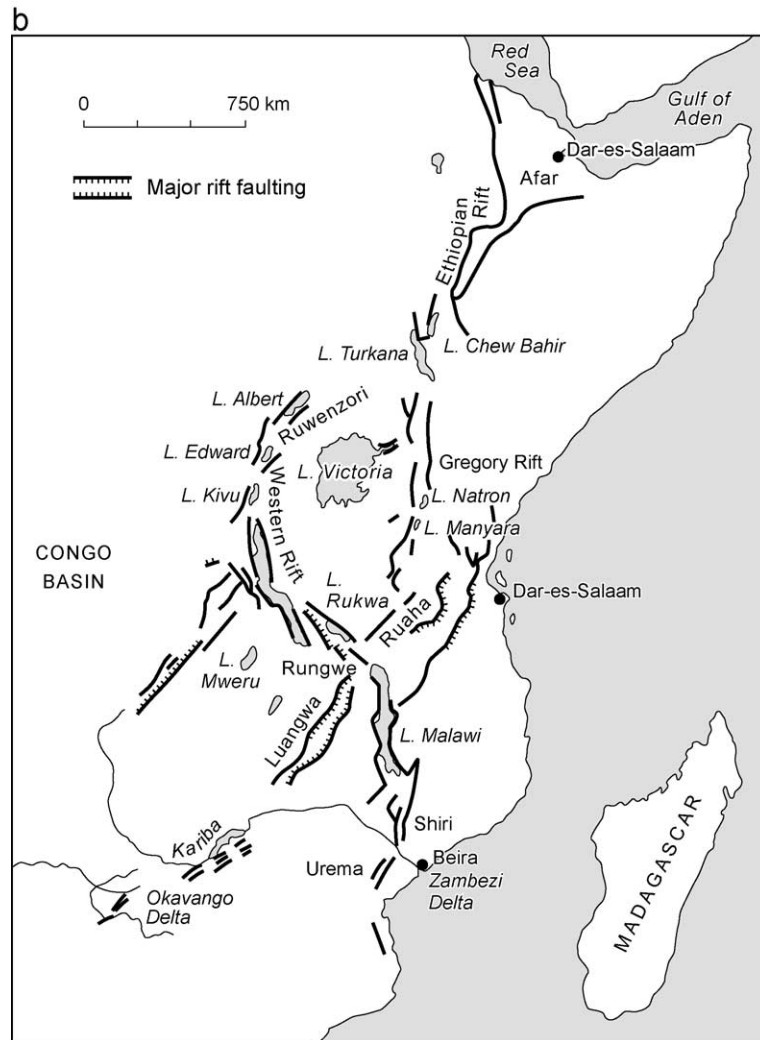 b
Red
Sea
Gulf of
Aden
0 750 km
Dar-es-Salaam
Afar
Major rift faulting
Ethiopian
Rift
L. Turkana
L. Chew Bahir
L. Albert
Ruwenzori
L. Edward
L. Victoria
Gregory Rift
L. Kivu
Western Rift
L. Natron
L. Manyara
CONGO
BASIN
L.
Rukwa
Ruaha
Dar-es-Salaam
L.
Mweru
Rungwe
Luangwa
L. Malawi
MADAGASCAR
Kariba
Shiri
Urema
Beira
Zambezi
Delta
Okavango
Delta